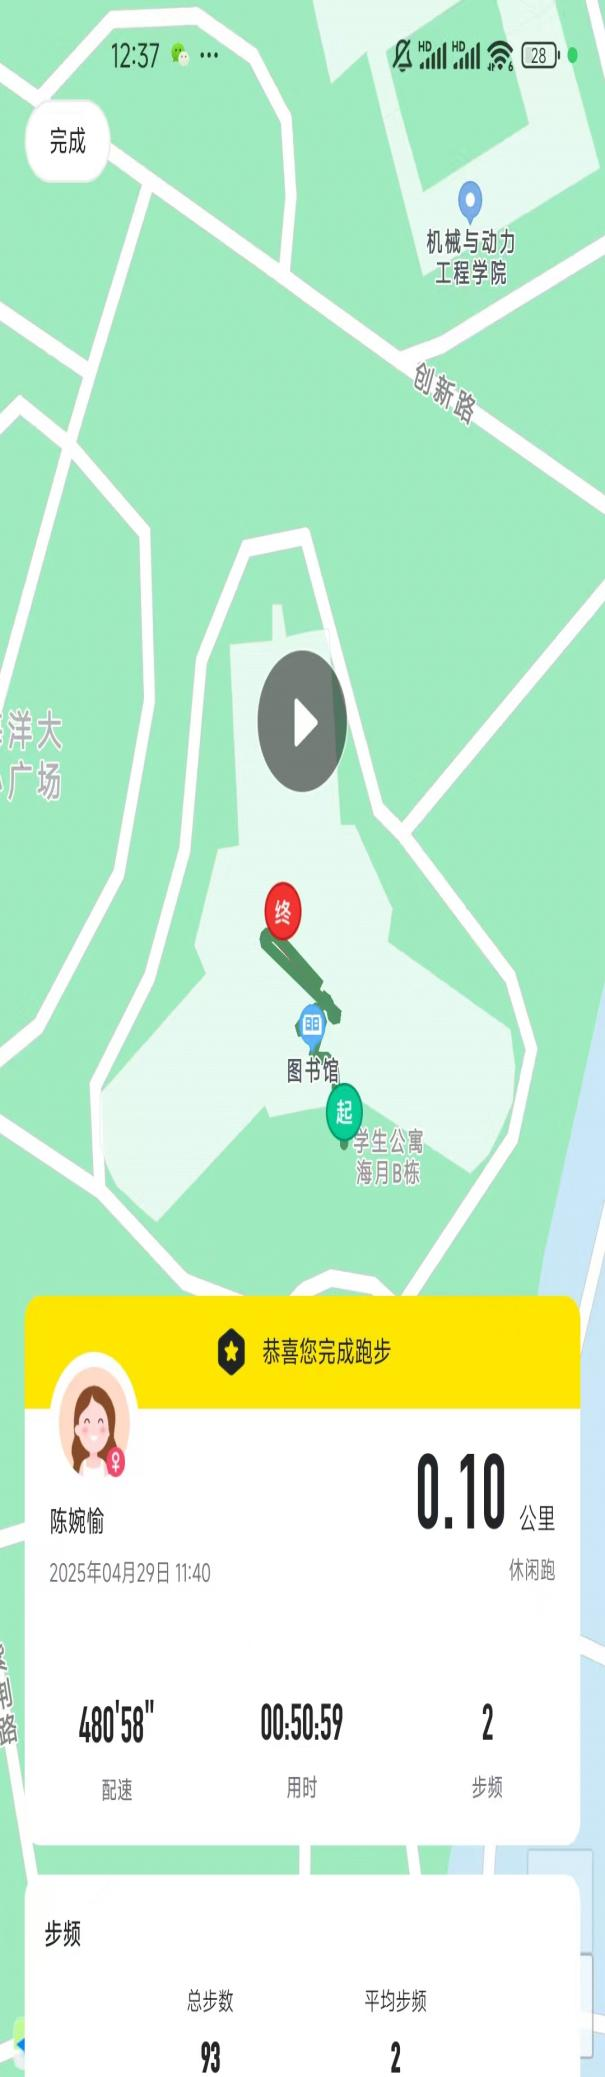 12:37
HD HD 6 28
完成
机械与动力
工程学院
创新路
洋大
广场
终
图书馆
起
学生公寓
海月B栋
恭喜您完成跑步
陈婉愉
0.10 公里
2025年04月29日 11:40
休闲跑
480'58" 00:50:59 2
配速 用时 步频
路
步频
总步数 平均步频
93 2